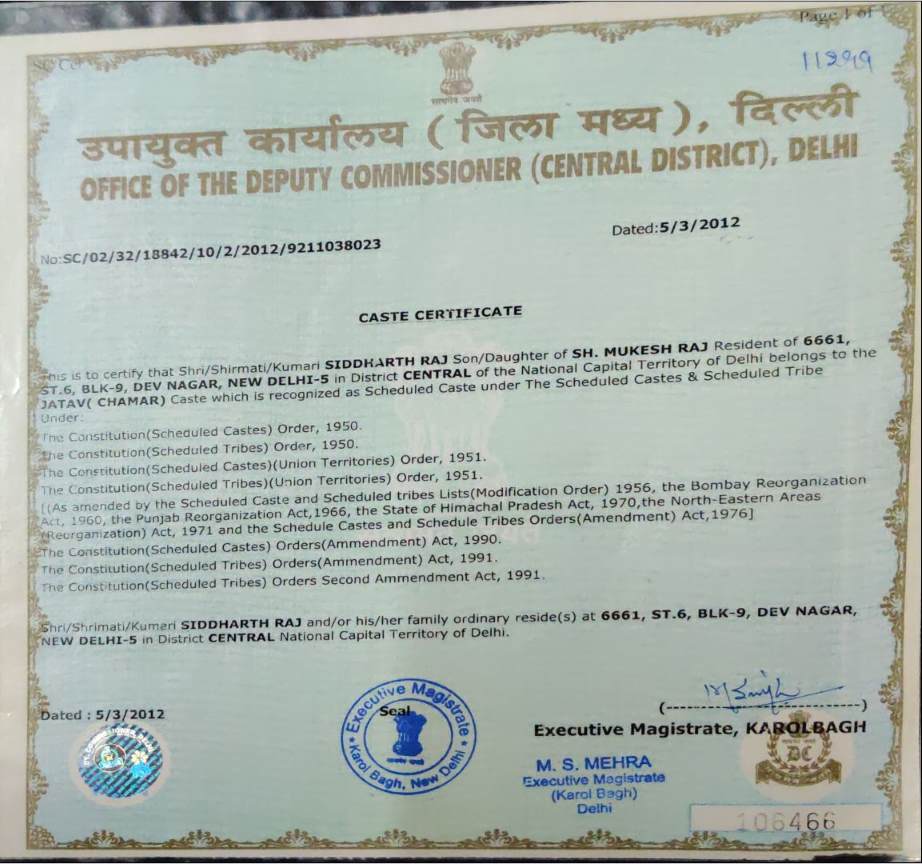 Page 1 of
SC Cer
11299
सत्यमेव जयते
उपायुक्त कार्यालय ( जिला मध्य ), दिल्ली
OFFICE OF THE DEPUTY COMMISSIONER (CENTRAL DISTRICT), DELHI
No:SC/02/32/18842/10/2/2012/9211038023
Dated:5/3/2012
CASTE CERTIFICATE
This is to certify that Shri/Shirmati/Kumari SIDDHARTH RAJ Son/Daughter of SH. MUKESH RAJ Resident of 6661,
ST.6, BLK-9, DEV NAGAR, NEW DELHI-5 in District CENTRAL of the National Capital Territory of Delhi belongs to the
JATAV( CHAMAR) Caste which is recognized as Scheduled Caste under The Scheduled Castes & Scheduled Tribe
Under:
The Constitution(Scheduled Castes) Order, 1950.
The Constitution(Scheduled Tribes) Order, 1950.
The Constitution(Scheduled Castes)(Union Territories) Order, 1951.
The Constitution(Scheduled Tribes)(Union Territories) Order, 1951.
[(As amended by the Scheduled Caste and Scheduled tribes Lists(Modification Order) 1956, the Bombay Reorganization
Act, 1960, the Punjab Reorganization Act,1966, the State of Himachal Pradesh Act, 1970,the North-Eastern Areas
(Reorganization) Act, 1971 and the Schedule Castes and Schedule Tribes Orders(Amendment) Act,1976]
The Constitution(Scheduled Castes) Orders(Ammendment) Act, 1990.
The Constitution(Scheduled Tribes) Orders(Ammendment) Act, 1991.
The Constitution(Scheduled Tribes) Orders Second Ammendment Act, 1991.
Shri/Shrimati/Kumari SIDDHARTH RAJ and/or his/her family ordinary reside(s) at 6661, ST.6, BLK-9, DEV NAGAR,
NEW DELHI-5 in District CENTRAL National Capital Territory of Delhi.
Dated : 5/3/2012
Executive Magistrate
Seal
Karol Bagh, New Delhi
(------------------------------)
Executive Magistrate, KAROLBAGH
M. S. MEHRA
Executive Magistrate
(Karol Bagh)
Delhi
DC
106466